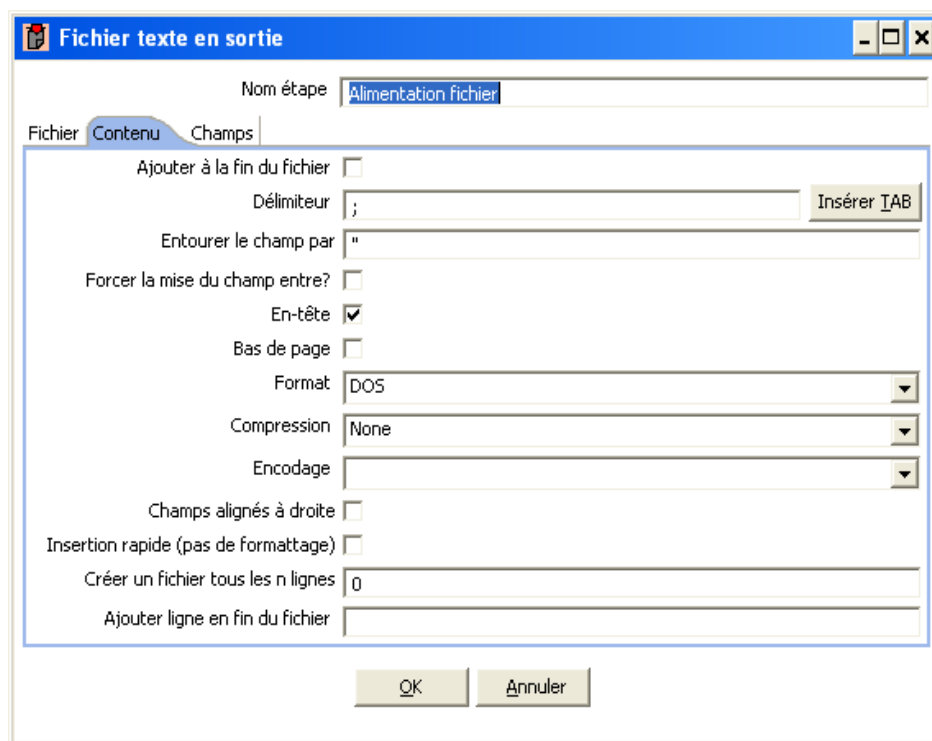 Fichier texte en sortie
Nom étape Alimentation fichier
Fichier Contenu Champs
Ajouter à la fin du fichier
Délimiteur ; Insérer TAB
Entourer le champ par "
Forcer la mise du champ entre?
En-tête
Bas de page
Format DOS
Compression None
Encodage
Champs alignés à droite
Insertion rapide (pas de formattage)
Créer un fichier tous les n lignes 0
Ajouter ligne en fin du fichier
OK Annuler